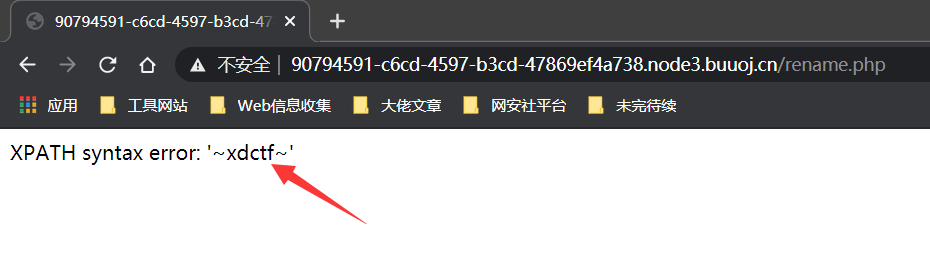 90794591-c6cd-4597-b3cd-47
不安全 | 90794591-c6cd-4597-b3cd-47869ef4a738.node3.buuoj.cn/rename.php
应用 工具网站 Web信息收集 大佬文章 网安社平台 未完待续
XPATH syntax error: '~xdctf~'